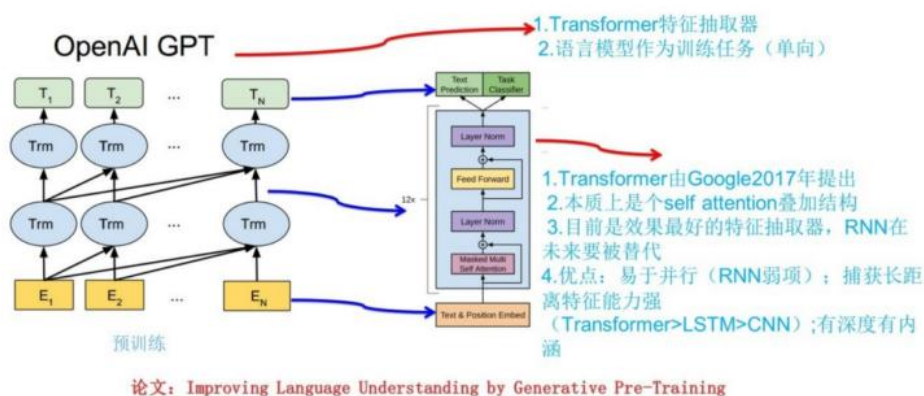 OpenAI GPT
1.Transformer特征抽取器
2.语言模型作为训练任务（单向）
T1 T2 ... TN
Trm Trm ... Trm
Trm Trm ... Trm
E1 E2 ... EN
预训练
Text Prediction
Task Classifier
Layer Norm
Feed Forward
12x
Layer Norm
Masked Multi
Self Attention
Text & Position Embed
1.Transformer由Google2017年提出
2.本质上是个self attention叠加结构
3.目前是效果最好的特征抽取器，RNN在
未来要被替代
4.优点：易于并行（RNN弱项）；捕获长距
离特征能力强
（Transformer>LSTM>CNN）;有深度有内
涵
论文：Improving Language Understanding by Generative Pre-Training